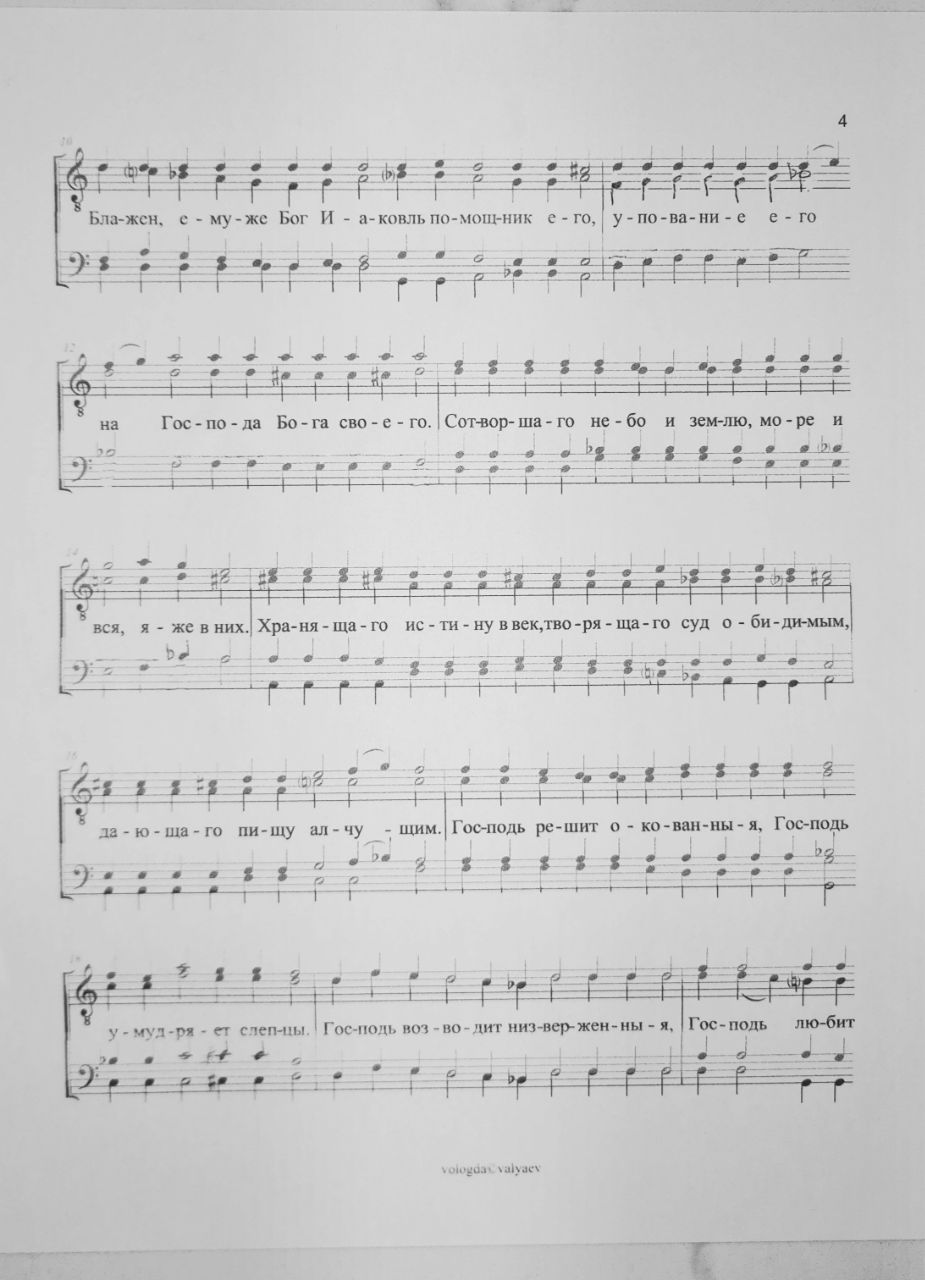 4
10
Бла-жен, е - му-же Бог И - а-ковль по-мощ-ник е-го, у-по-ва-ни-е е-го
12
на Гос-по-да Бо-га сво-е-го. Сот-вор-ша-го не-бо и зем-лю, мо-ре и
14
вся, я-же в них. Хра-ня-ща-го ис-ти-ну в век,тво-ря-ща-го суд о-би-ди-мым,
16
да-ю-ща-го пи-щу ал-чу-щим. Гос-подь ре-шит о-ко-ван-ны-я, Гос-подь
18
у-муд-ря-ет слеп-цы. Гос-подь воз-во-дит низ-вер-жен-ны-я, Гос-подь лю-бит
vologda©valyaev